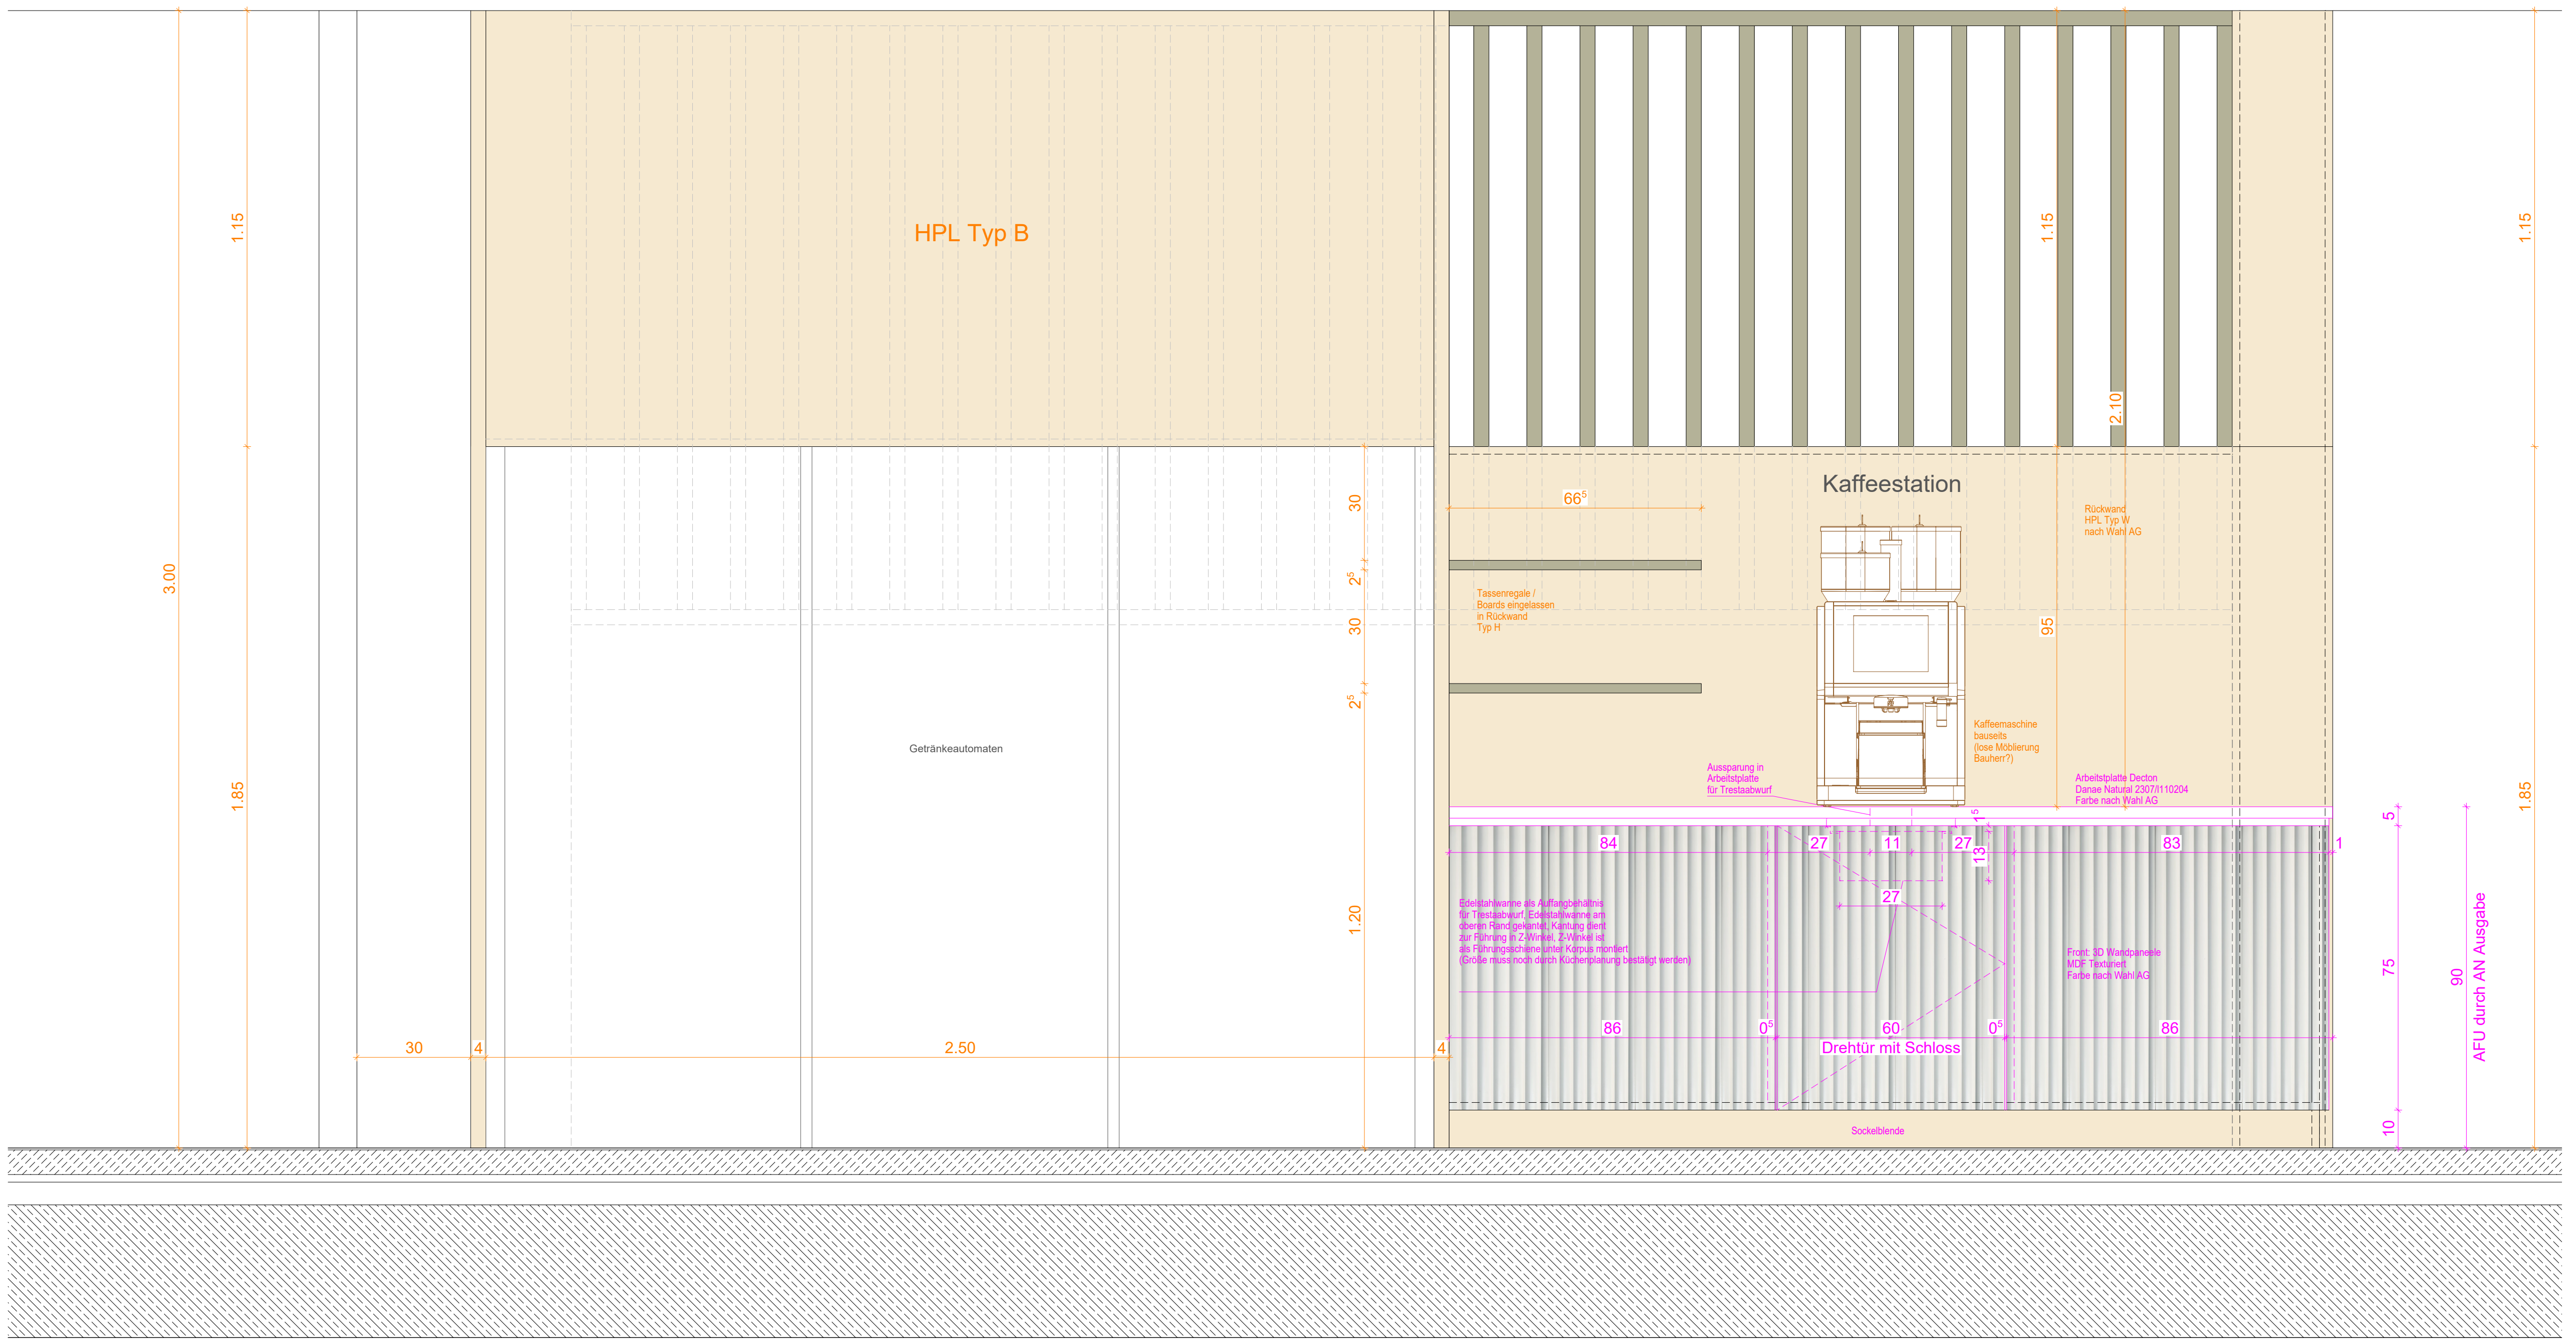 1.15
HPL Typ B
1.15
1.15
2.10
3.00
1.85
30
2⁵
30
2⁵
1.20
66⁵
Kaffeestation
Rückwand
HPL Typ W
nach Wahl AG
Tassenregale /
Boards eingelassen
in Rückwand
Typ H
95
Getränkeautomaten
Kaffeemaschine
bauseits
(lose Möblierung
Bauherr?)
Aussparung in
Arbeitstplatte
für Trestaabwurf
Arbeitstplatte Decton
Danae Natural 2307/I110204
Farbe nach Wahl AG
1.85
84
27
11
27
1⁵
13
83
1
5
27
Edelstahlwanne als Auffangbehältnis
für Trestaabwurf, Edelstahlwanne am
oberen Rand gekantet, Kantung dient
zur Führung in Z-Winkel, Z-Winkel ist
als Führungsschiene unter Korpus montiert
(Größe muss noch durch Küchenplanung bestätigt werden)
Front: 3D Wandpaneele
MDF Texturiert
Farbe nach Wahl AG
75
90
AFU durch AN Ausgabe
86
0⁵
60
0⁵
86
Drehtür mit Schloss
30
4
2.50
4
Sockelblende
10